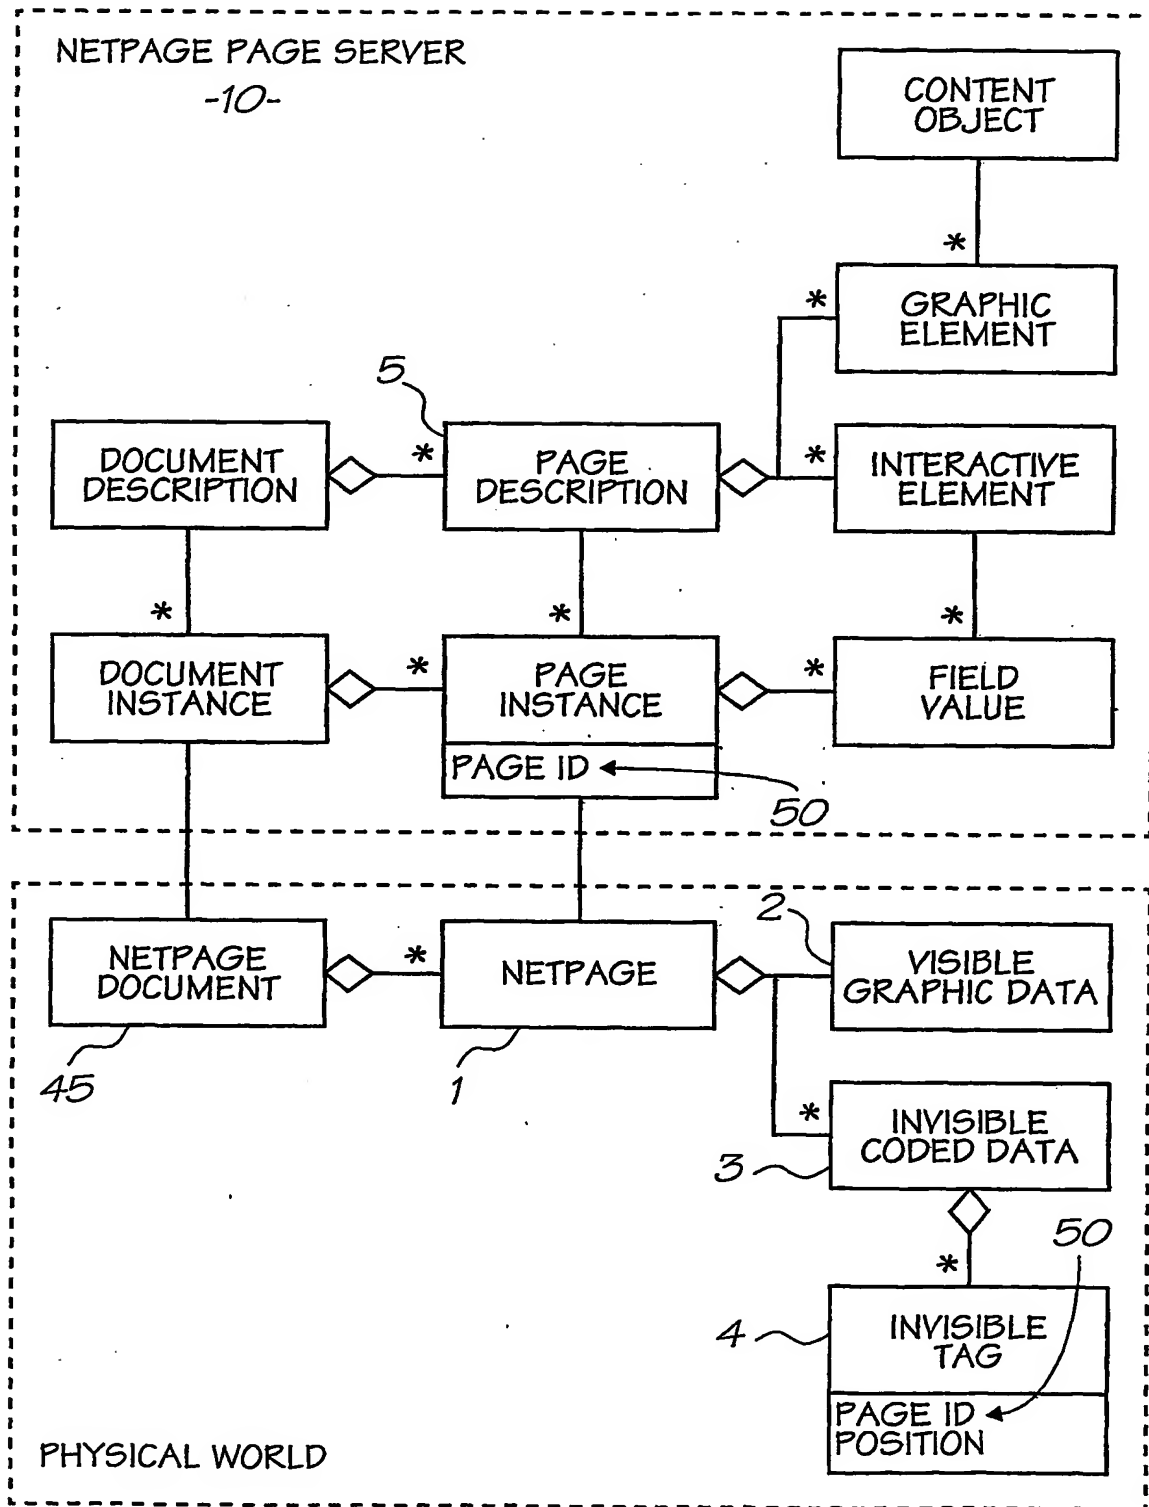 NETPAGE PAGE SERVER
-10-
CONTENT
OBJECT
*
*
GRAPHIC
ELEMENT
5
DOCUMENT
DESCRIPTION
*
PAGE
DESCRIPTION
*
INTERACTIVE
ELEMENT
*
*
*
DOCUMENT
INSTANCE
*
PAGE
INSTANCE
*
FIELD
VALUE
PAGE ID
50
NETPAGE
DOCUMENT
*
NETPAGE
2
VISIBLE
GRAPHIC DATA
45
1
*
INVISIBLE
CODED DATA
3
50
*
4
INVISIBLE
TAG
PAGE ID
POSITION
PHYSICAL WORLD